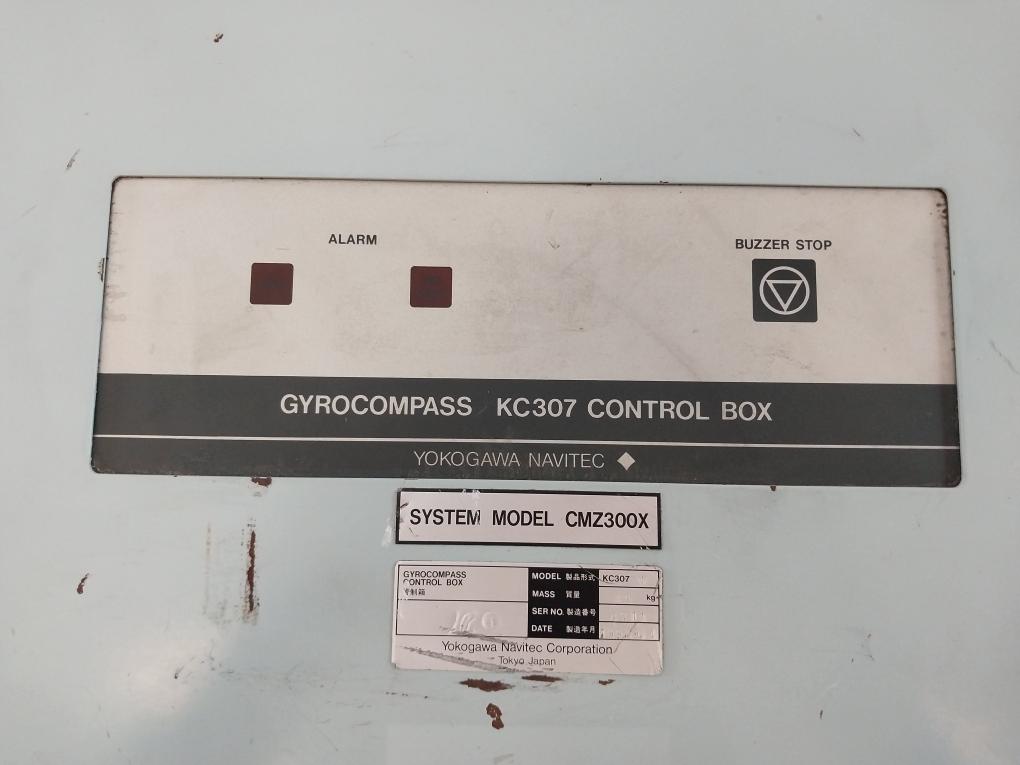 ALARM
BUZZER STOP
GYROCOMPASS KC307 CONTROL BOX
YOKOGAWA NAVITEC
SYSTEM MODEL CMZ300X
GYROCOMPASS
CONTROL BOX
制箱
MODEL 製品形式 KC307
MASS 質量 kg
SER NO. 製造番号
DATE 製造年月
Yokogawa Navitec Corporation
Tokyo Japan